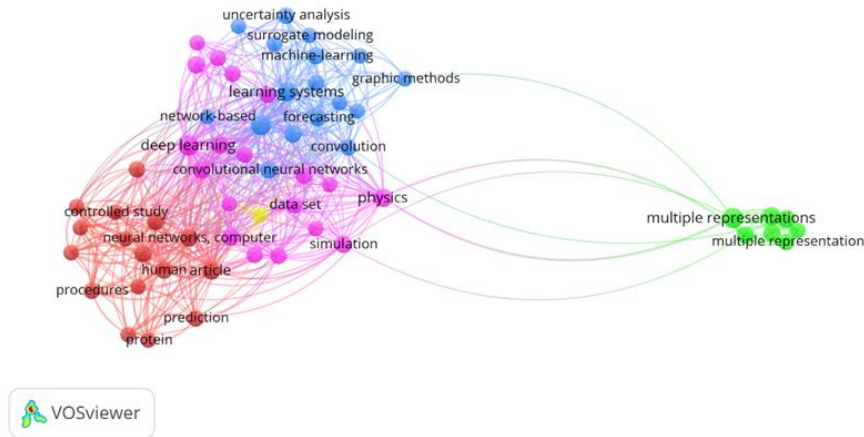 uncertainty analysis
surrogate modeling
machine-learning
graphic methods
learning systems
network-based
forecasting
deep learning
convolution
convolutional neural networks
physics
data set
controlled study
multiple representations
neural networks, computer
simulation
multiple representation
human
article
procedures
prediction
protein
VOSviewer